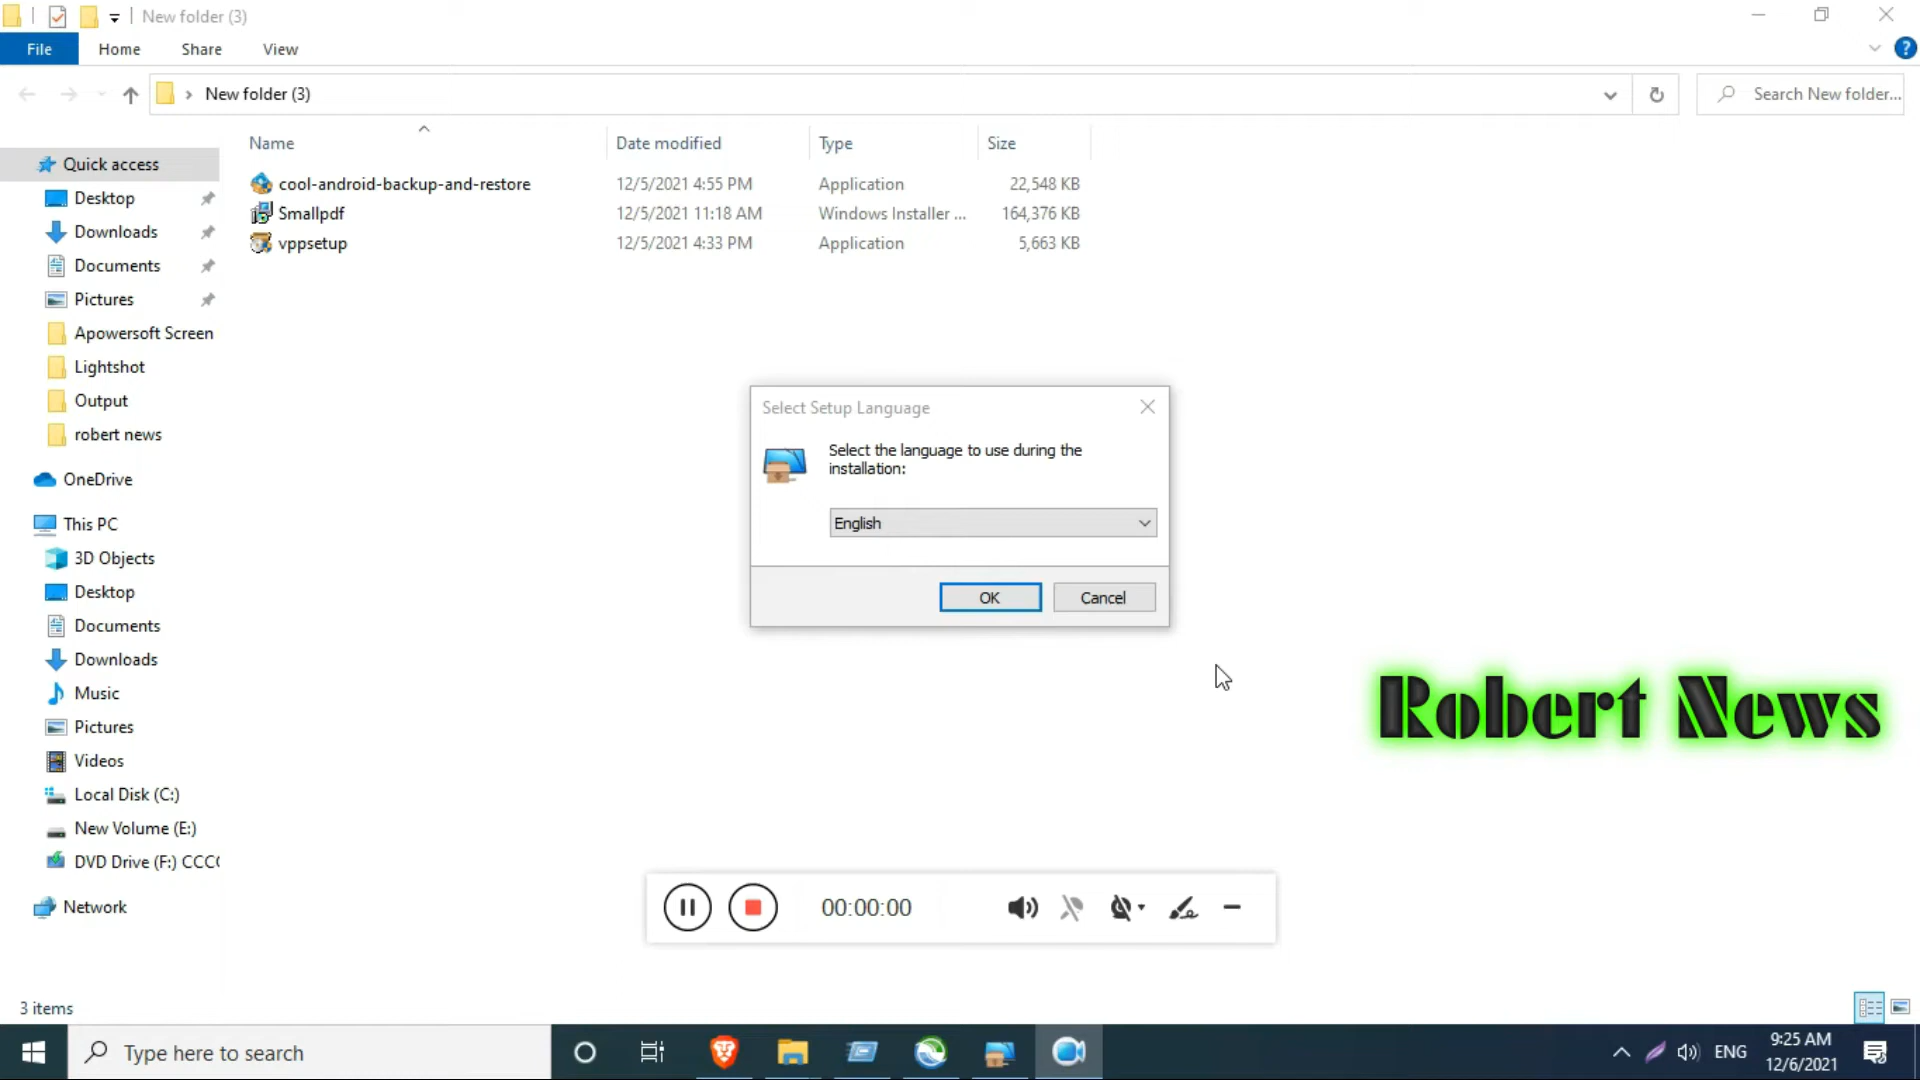 New folder (3)
File
Home
Share
View
New folder (3)
Search New folder...
Name
Date modified
Type
Size
Quick access
cool-android-backup-and-restore
12/5/2021 4:55 PM
Application
22,548 KB
Desktop
Smallpdf
12/5/2021 11:18 AM
Windows Installer ...
164,376 KB
Downloads
vppsetup
12/5/2021 4:33 PM
Application
5,663 KB
Documents
Pictures
Apowersoft Screen
Lightshot
Output
robert news
OneDrive
This PC
3D Objects
Desktop
Documents
Downloads
Music
Pictures
Videos
Local Disk (C:)
New Volume (E:)
DVD Drive (F:) CCC
Network
Select Setup Language
Select the language to use during the
installation:
English
OK
Cancel
Robert News
00:00:00
3 items
Type here to search
ENG
9:25 AM
12/6/2021